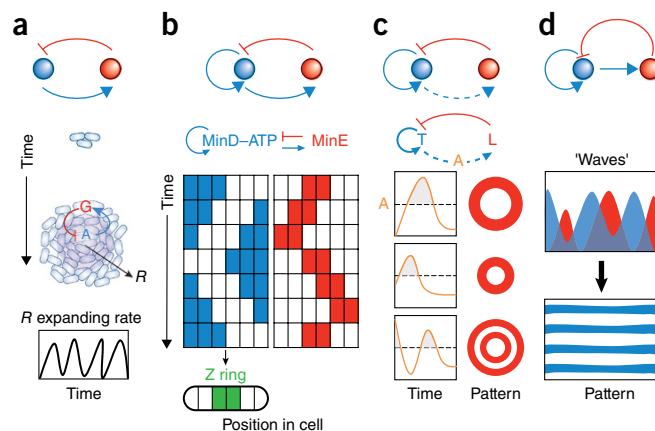 a
b
c
d
Time
G
A
R
R expanding rate
Time
MinD–ATP
MinE
Time
Z ring
Position in cell
T
A
L
A
Time
Pattern
'Waves'
Pattern